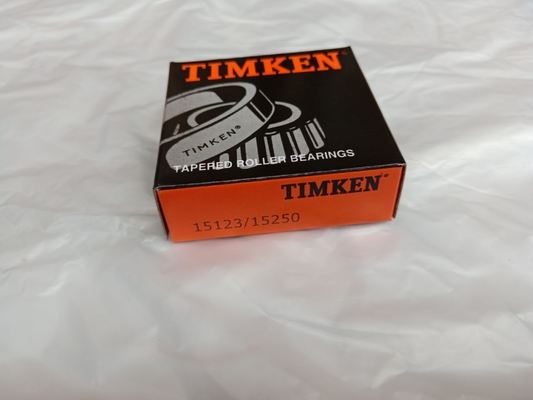 TIMKEN
TIMKEN®
TAPERED ROLLER BEARINGS
TIMKEN®
15123/15250